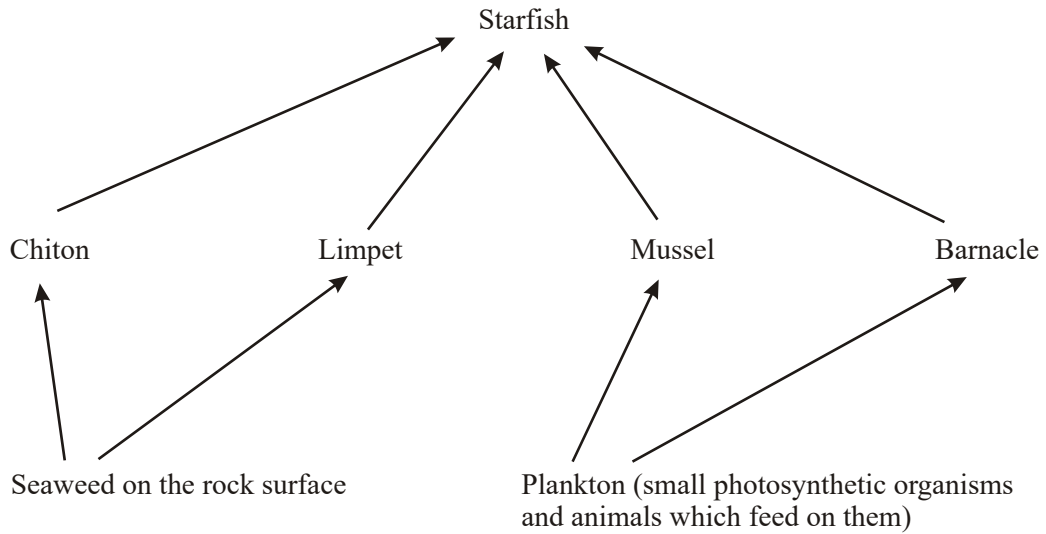 Starfish
Chiton
Limpet
Mussel
Barnacle
Seaweed on the rock surface
Plankton (small photosynthetic organisms
and animals which feed on them)